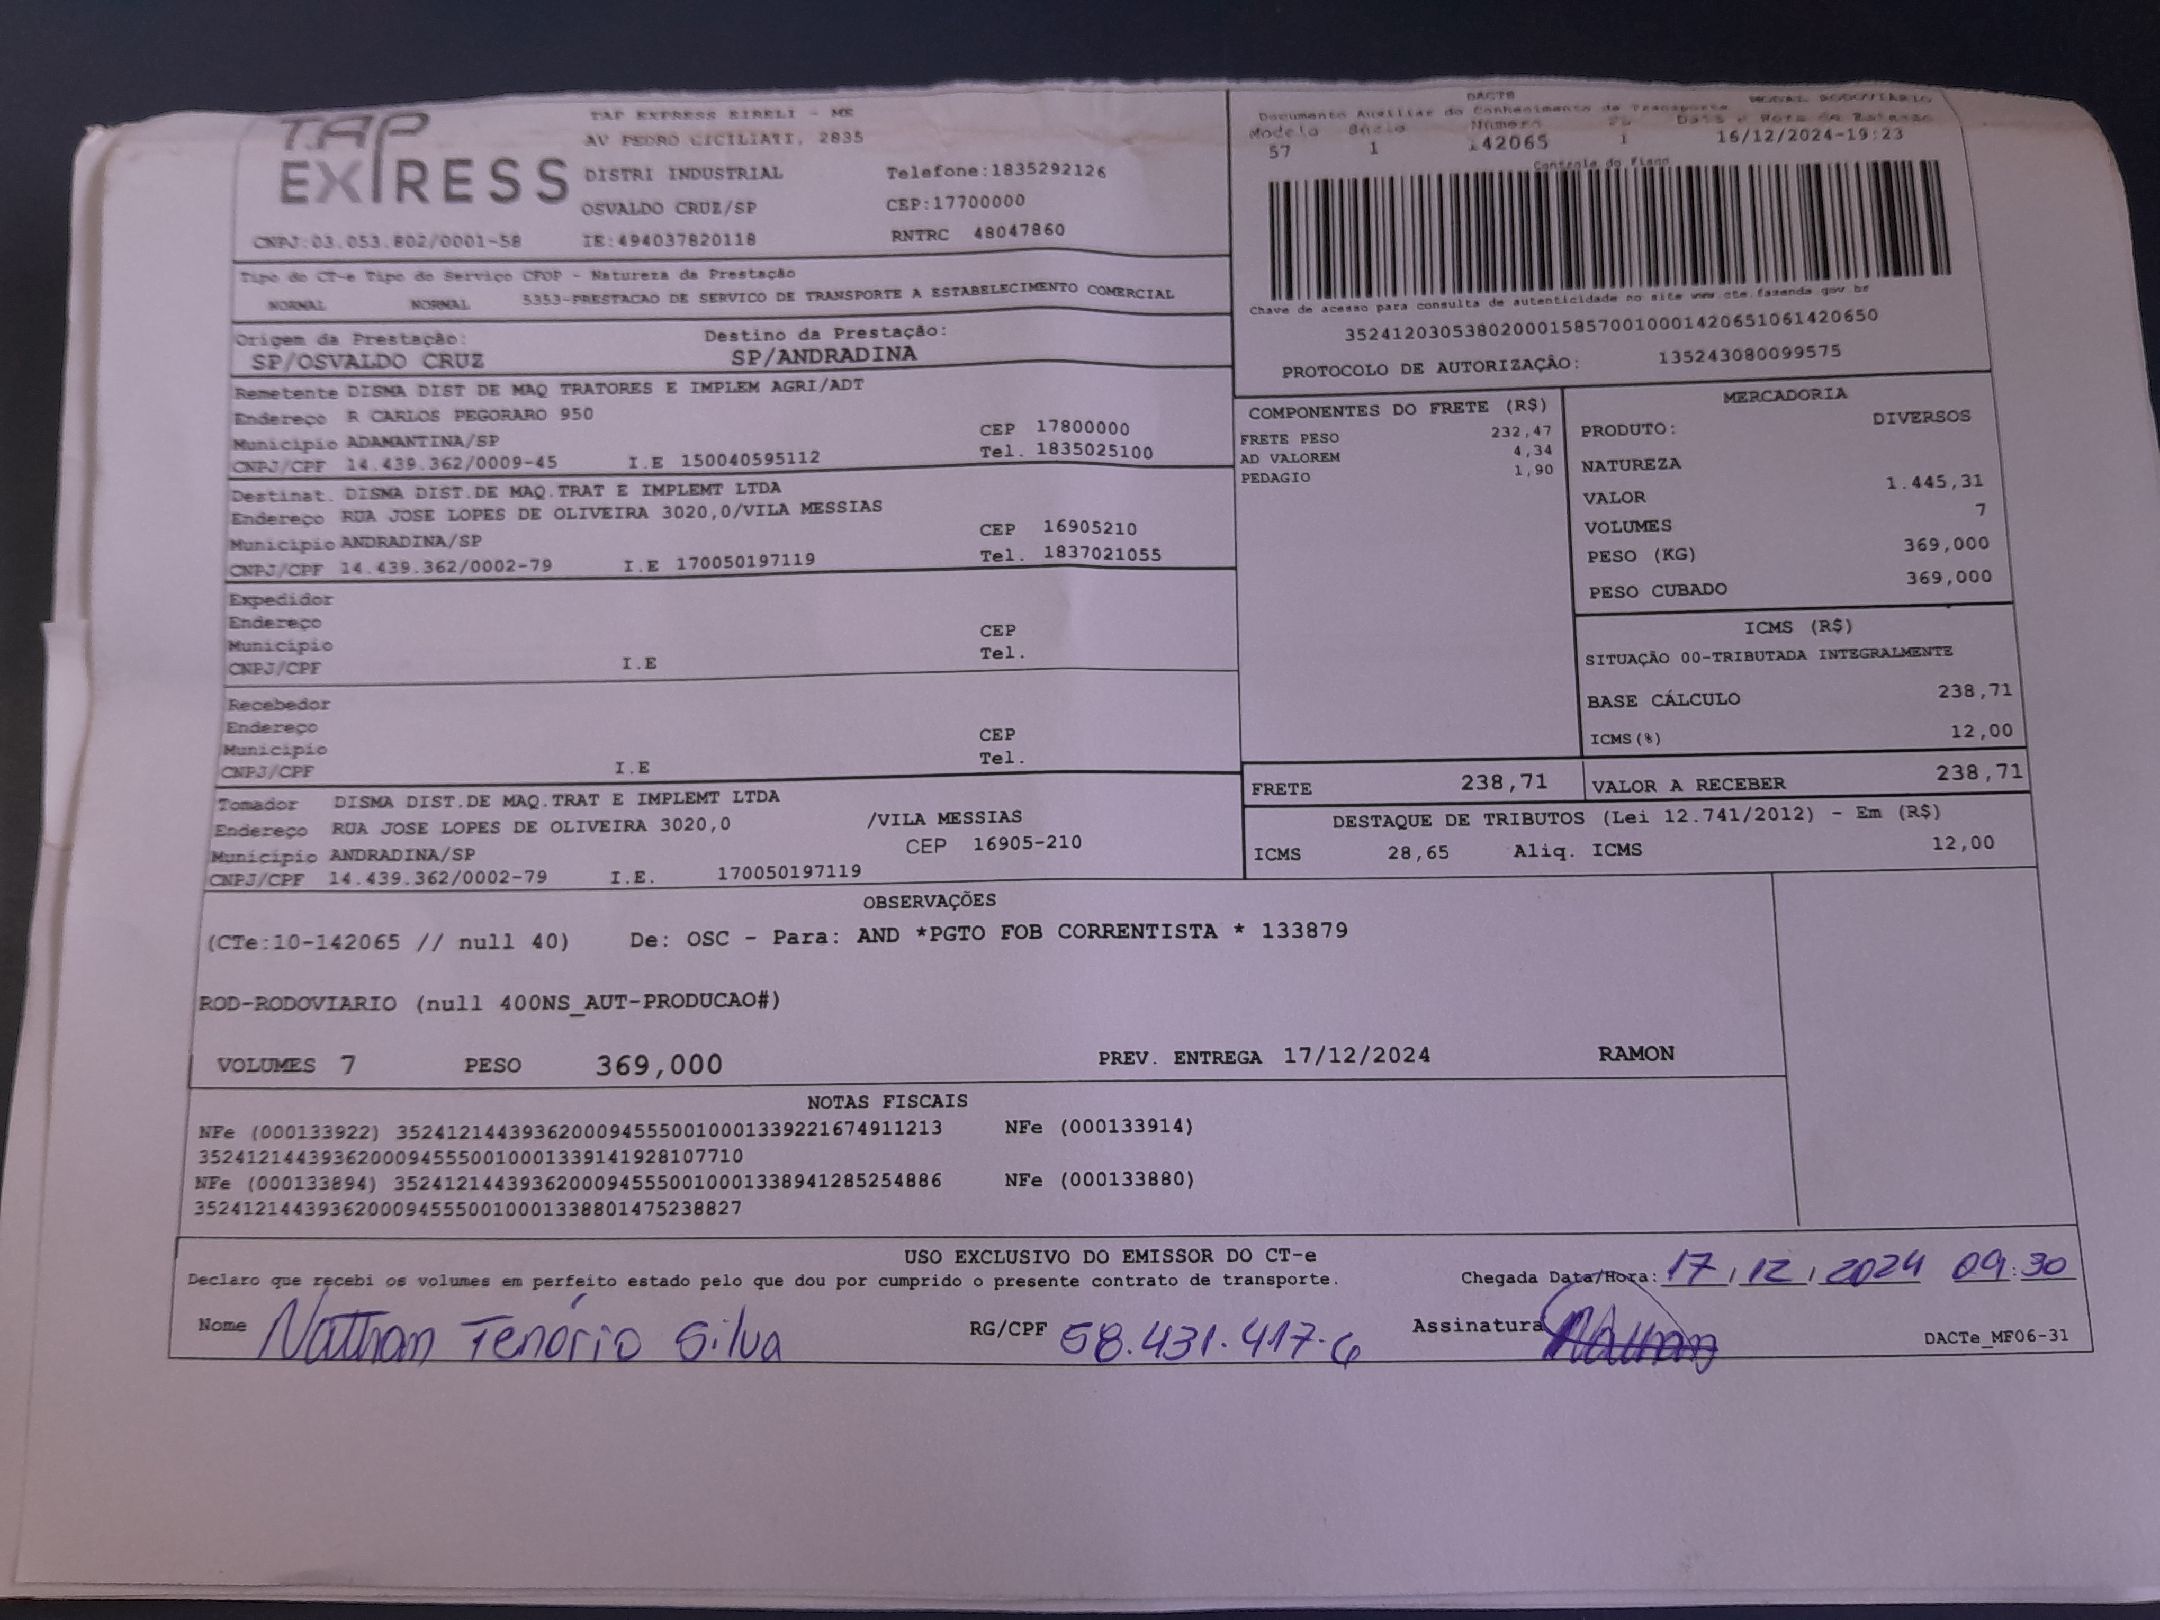 TAP
EXPRESS
TAP EXPRESS EIRELI - ME
AV PEDRO CICILIATI, 2835
DISTRI INDUSTRIAL
Telefone:1835292126
OSVALDO CRUZ/SP
CEP:17700000
CNPJ:03.053.802/0001-58
IE:494037820118
RNTRC 48047860
DACTE
MODAL RODOVIÁRIO
Documento Auxiliar do Conhecimento de Transporte
Modelo Série Número FL Data e Hora de Emissão
57 1 142065 1 16/12/2024-19:23
Controle do Fisco
Chave de acesso para consulta de autenticidade no site www.cte.fazenda.gov.br
35241203053802000158570010001420651061420650
PROTOCOLO DE AUTORIZAÇÃO: 135243080099575
Tipo do CT-e Tipo do Serviço CFOP - Natureza da Prestação
NORMAL NORMAL 5353-PRESTACAO DE SERVICO DE TRANSPORTE A ESTABELECIMENTO COMERCIAL
Origem da Prestação: Destino da Prestação:
SP/OSVALDO CRUZ SP/ANDRADINA
Remetente DISMA DIST DE MAQ TRATORES E IMPLEM AGRI/ADT
Endereço R CARLOS PEGORARO 950
Município ADAMANTINA/SP CEP 17800000
CNPJ/CPF 14.439.362/0009-45 I.E 150040595112 Tel. 1835025100
Destinat. DISMA DIST.DE MAQ.TRAT E IMPLEMT LTDA
Endereço RUA JOSE LOPES DE OLIVEIRA 3020,0/VILA MESSIAS
Município ANDRADINA/SP CEP 16905210
CNPJ/CPF 14.439.362/0002-79 I.E 170050197119 Tel. 1837021055
Expedidor
Endereço
Município CEP
CNPJ/CPF I.E Tel.
Recebedor
Endereço
Município CEP
CNPJ/CPF I.E Tel.
Tomador DISMA DIST.DE MAQ.TRAT E IMPLEMT LTDA
Endereço RUA JOSE LOPES DE OLIVEIRA 3020,0 /VILA MESSIAS
Município ANDRADINA/SP CEP 16905-210
CNPJ/CPF 14.439.362/0002-79 I.E. 170050197119
COMPONENTES DO FRETE (R$)
FRETE PESO 232,47
AD VALOREM 4,34
PEDAGIO 1,90
MERCADORIA
PRODUTO: DIVERSOS
NATUREZA
VALOR 1.445,31
VOLUMES 7
PESO (KG) 369,000
PESO CUBADO 369,000
ICMS (R$)
SITUAÇÃO 00-TRIBUTADA INTEGRALMENTE
BASE CÁLCULO 238,71
ICMS(%) 12,00
FRETE 238,71 VALOR A RECEBER 238,71
DESTAQUE DE TRIBUTOS (Lei 12.741/2012) - Em (R$)
ICMS 28,65 Aliq. ICMS 12,00
OBSERVAÇÕES
(CTe:10-142065 // null 40) De: OSC - Para: AND *PGTO FOB CORRENTISTA * 133879
ROD-RODOVIARIO (null 400NS_AUT-PRODUCAO#)
VOLUMES 7 PESO 369,000 PREV. ENTREGA 17/12/2024 RAMON
NOTAS FISCAIS
NFe (000133922) 35241214439362000945550010001339221674911213 NFe (000133914)
35241214439362000945550010001339141928107710
NFe (000133894) 35241214439362000945550010001338941285254886 NFe (000133880)
35241214439362000945550010001338801475238827
USO EXCLUSIVO DO EMISSOR DO CT-e
Declaro que recebi os volumes em perfeito estado pelo que dou por cumprido o presente contrato de transporte. Chegada Data/Hora: 17/12/2024 09:30
Nome Nathan Tenório Silva RG/CPF 58.431.417-6 Assinatura Nathan
DACTe_MF06-31